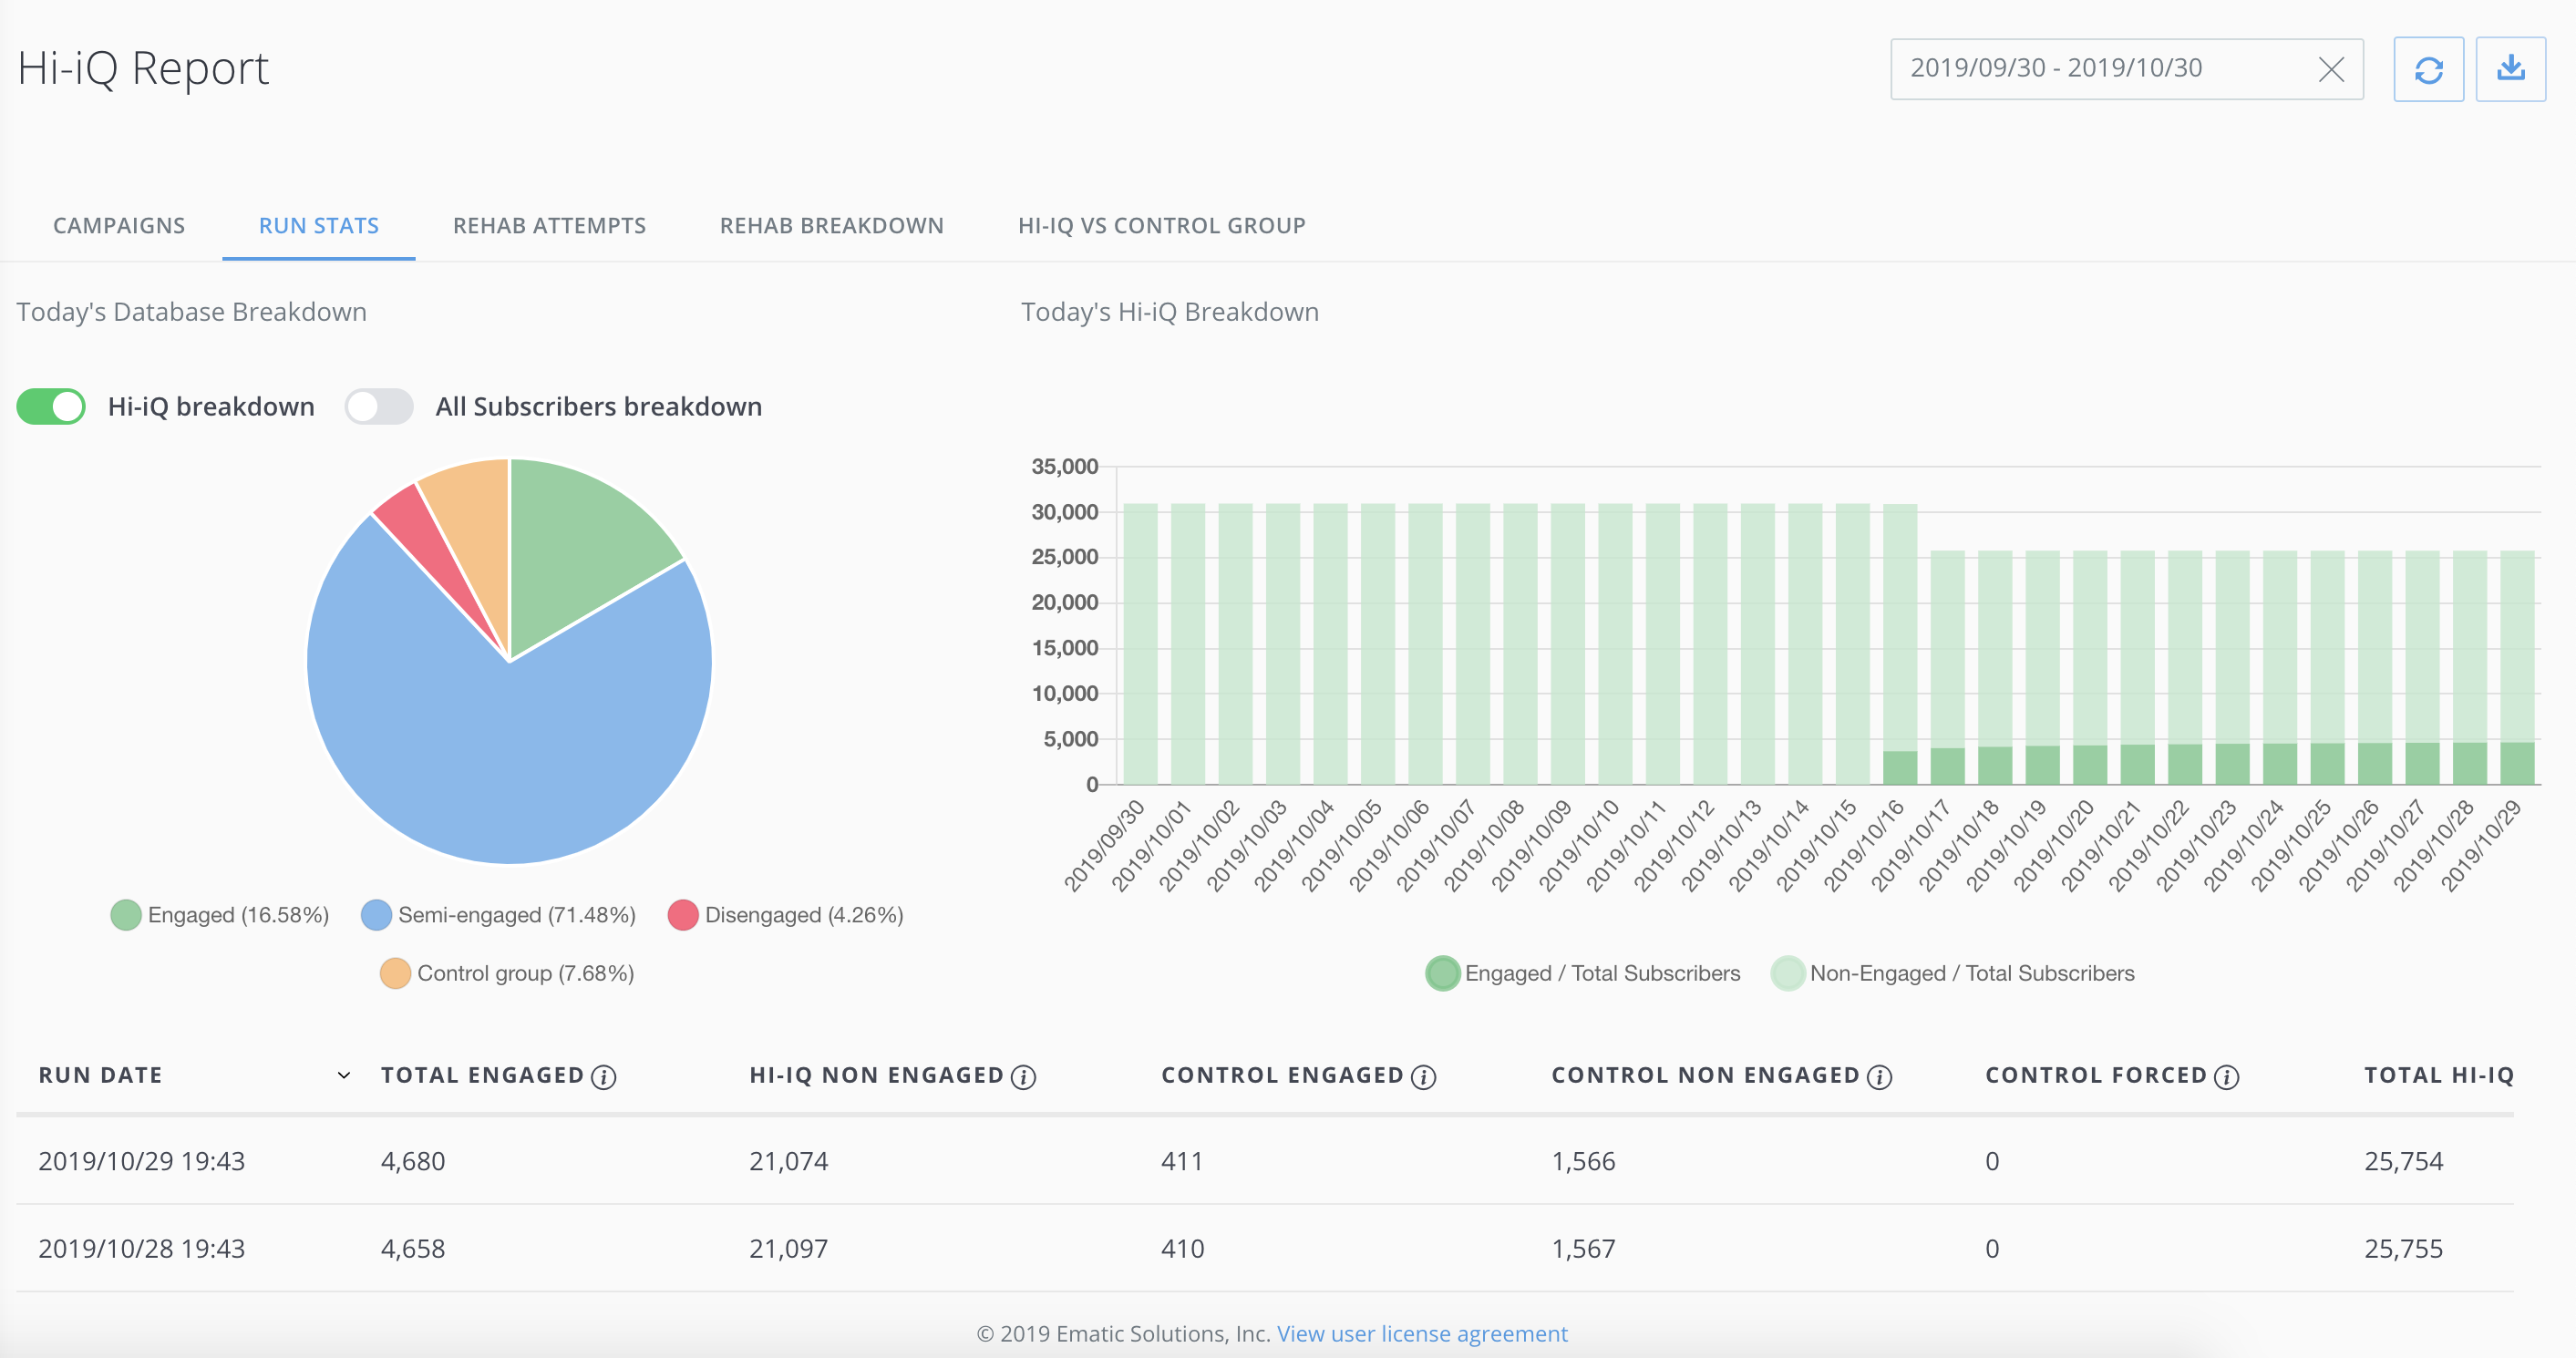 Hi-iQ Report
2019/09/30 - 2019/10/30
CAMPAIGNS RUN STATS REHAB ATTEMPTS REHAB BREAKDOWN HI-IQ VS CONTROL GROUP
Today's Database Breakdown
Hi-iQ breakdown All Subscribers breakdown
Engaged (16.58%) Semi-engaged (71.48%) Disengaged (4.26%)
Control group (7.68%)
Today's Hi-iQ Breakdown
35,000
30,000
25,000
20,000
15,000
10,000
5,000
0
2019/09/30 2019/10/01 2019/10/02 2019/10/03 2019/10/04 2019/10/05 2019/10/06 2019/10/07 2019/10/08 2019/10/09 2019/10/10 2019/10/11 2019/10/12 2019/10/13 2019/10/14 2019/10/15 2019/10/16 2019/10/17 2019/10/18 2019/10/19 2019/10/20 2019/10/21 2019/10/22 2019/10/23 2019/10/24 2019/10/25 2019/10/26 2019/10/27 2019/10/28 2019/10/29
Engaged / Total Subscribers Non-Engaged / Total Subscribers
RUN DATE TOTAL ENGAGED i HI-IQ NON ENGAGED i CONTROL ENGAGED i CONTROL NON ENGAGED i CONTROL FORCED i TOTAL HI-IQ
2019/10/29 19:43 4,680 21,074 411 1,566 0 25,754
2019/10/28 19:43 4,658 21,097 410 1,567 0 25,755
© 2019 Ematic Solutions, Inc. View user license agreement